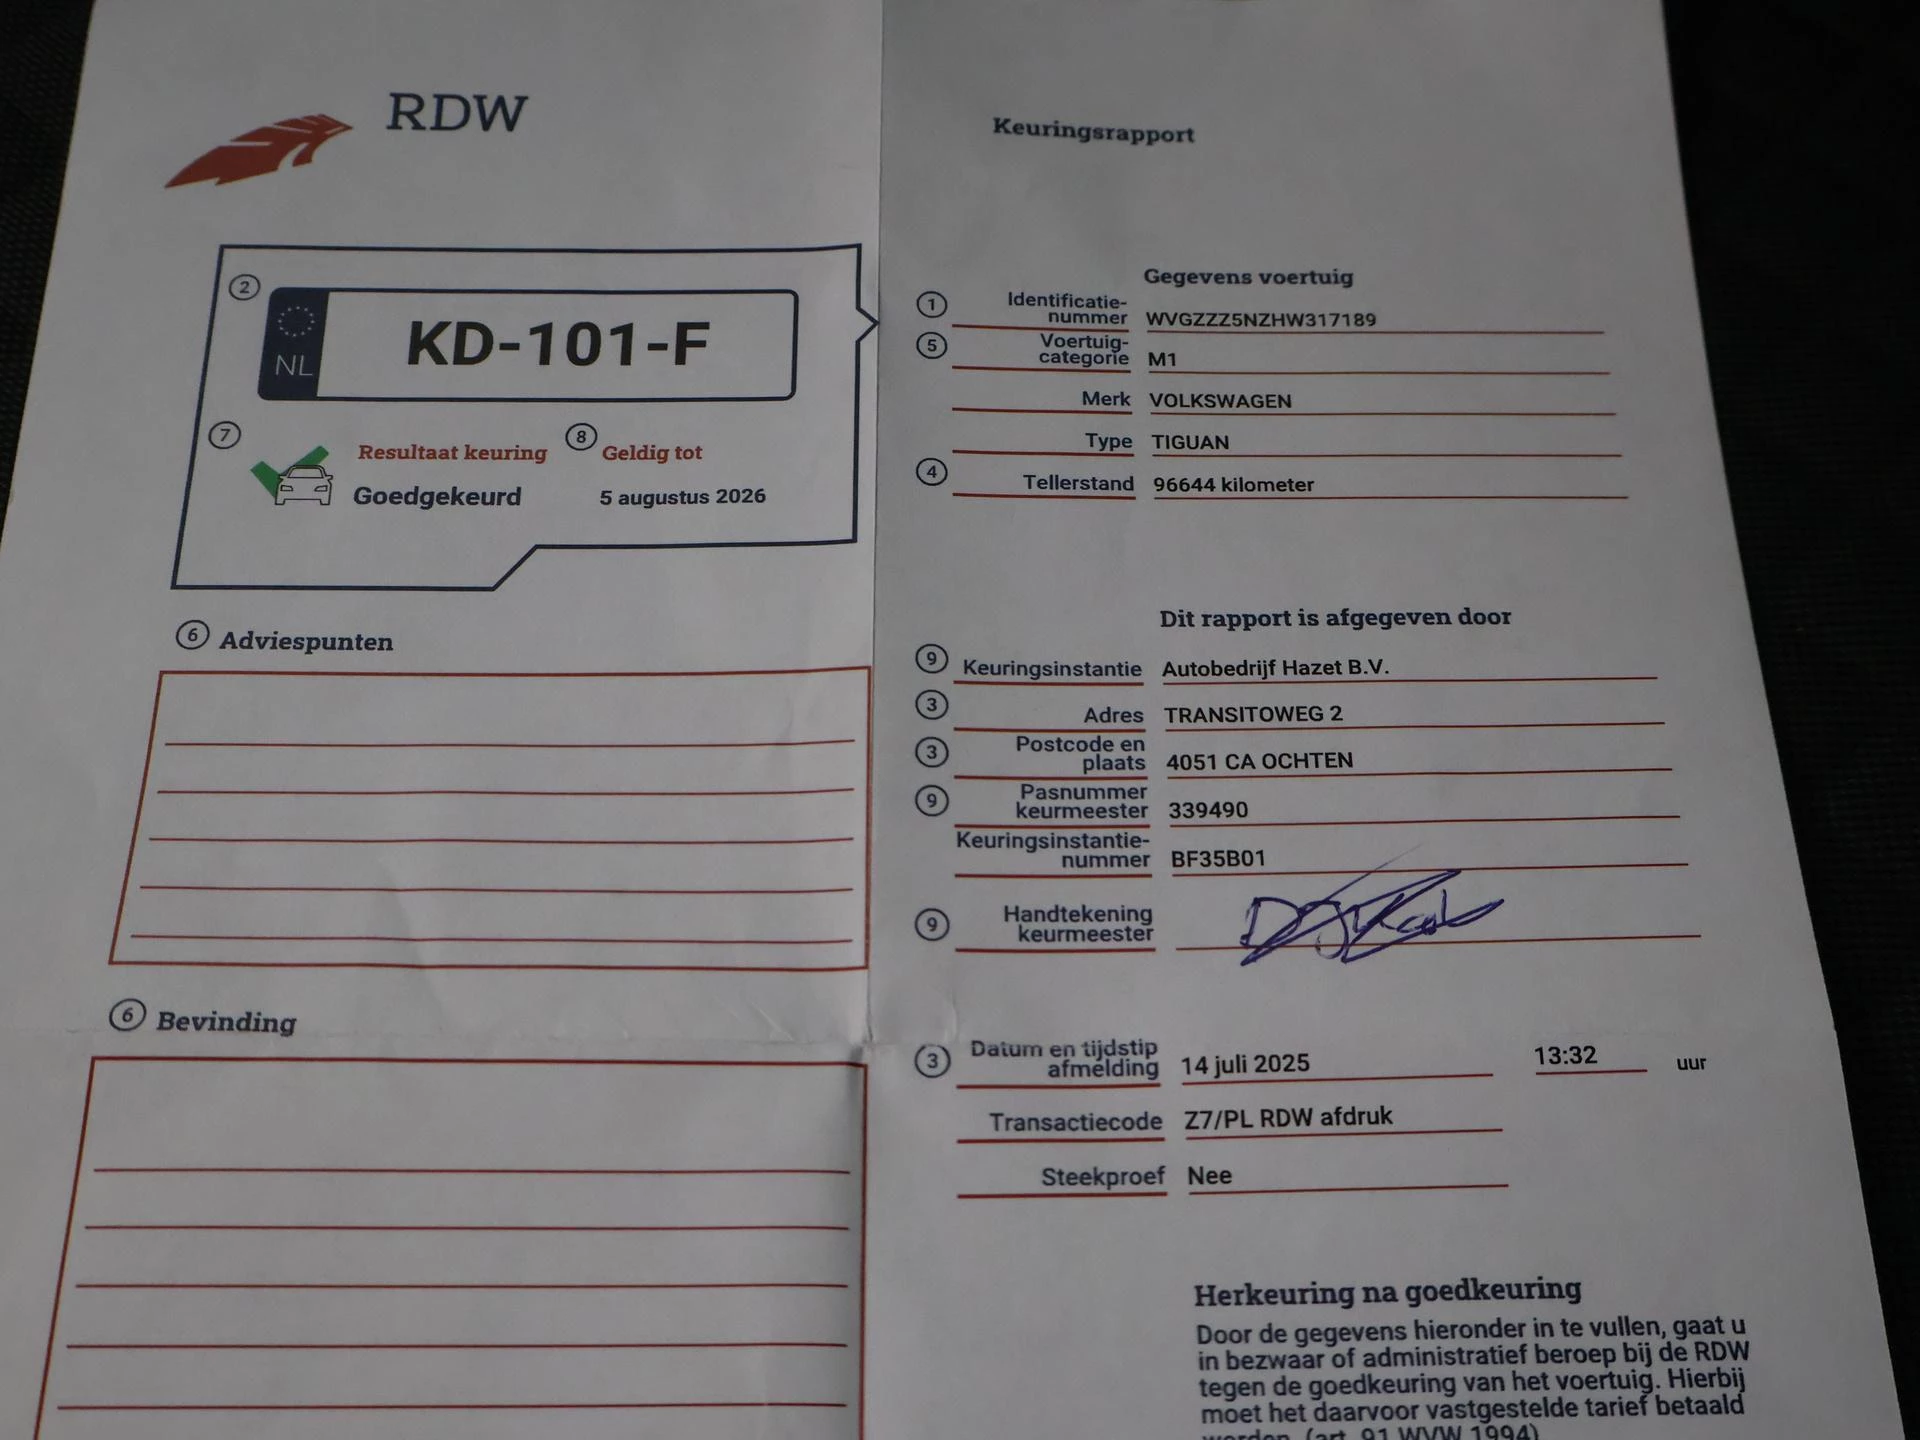 RDW
Keuringsrapport
2
NL
KD-101-F
7
Resultaat keuring
Goedgekeurd
8
Geldig tot
5 augustus 2026
6 Adviespunten
6 Bevinding
Gegevens voertuig
1 Identificatie-
nummer WVGZZZ5NZHW317189
5 Voertuig-
categorie M1
Merk VOLKSWAGEN
Type TIGUAN
4 Tellerstand 96644 kilometer
Dit rapport is afgegeven door
9 Keuringsinstantie Autobedrijf Hazet B.V.
3 Adres TRANSITOWEG 2
3 Postcode en
plaats 4051 CA OCHTEN
9 Pasnummer
keurmeester 339490
Keuringsinstantie-
nummer BF35B01
9 Handtekening
keurmeester
3 Datum en tijdstip
afmelding 14 juli 2025 13:32 uur
Transactiecode Z7/PL RDW afdruk
Steekproef Nee
Herkeuring na goedkeuring
Door de gegevens hieronder in te vullen, gaat u
in bezwaar of administratief beroep bij de RDW
tegen de goedkeuring van het voertuig. Hierbij
moet het daarvoor vastgestelde tarief betaald
worden. (art. 91 WVW 1994)